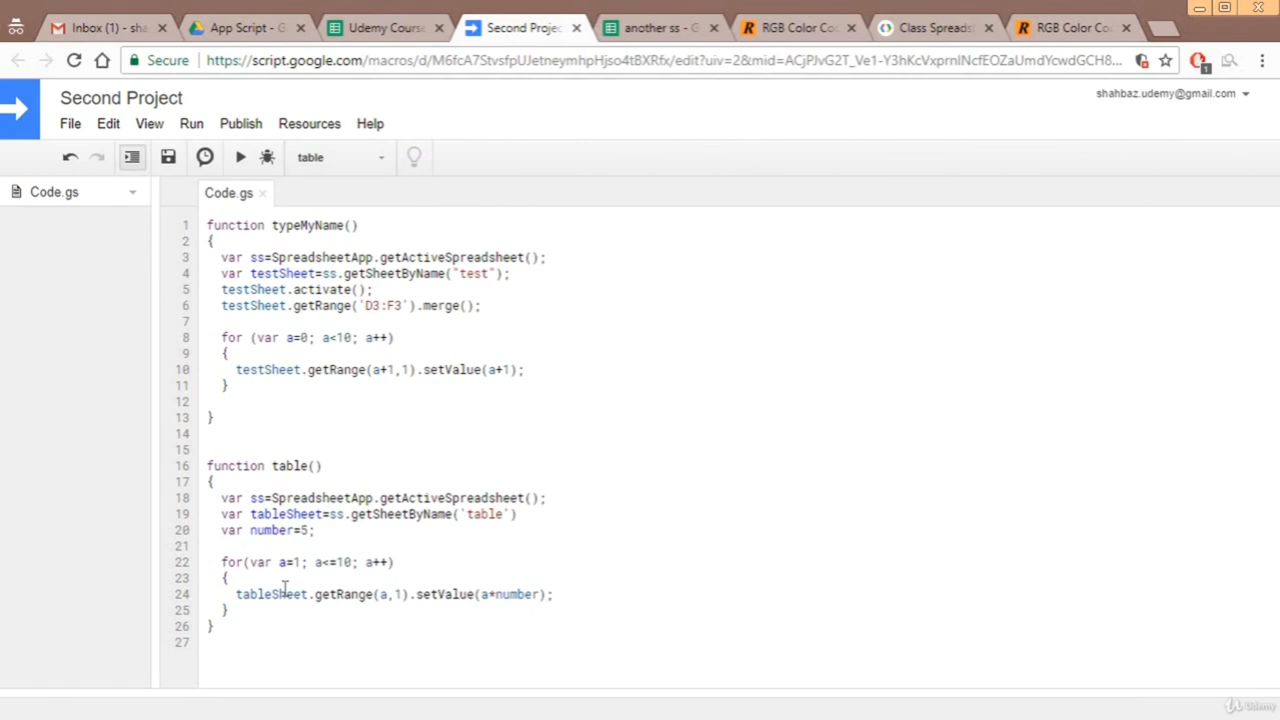 Inbox (1) - sha
App Script - G
Udemy Course
Second Projec
another ss - G
RGB Color Co
Class Spreads
RGB Color Co
Secure https://script.google.com/macros/d/M6fcA7StvsfpUJetneymhpHjso4tBXRfx/edit?uiv=2&mid=ACjPJvG2T_Ve1-Y3hKcVxprnlNcfEOZaUmdYcwdGCH8...
1
Second Project
shahbaz.udemy@gmail.com
File Edit View Run Publish Resources Help
table
Code.gs
Code.gs
1 function typeMyName()
2 {
3 var ss=SpreadsheetApp.getActiveSpreadsheet();
4 var testSheet=ss.getSheetByName("test");
5 testSheet.activate();
6 testSheet.getRange('D3:F3').merge();
7
8 for (var a=0; a<10; a++)
9 {
10 testSheet.getRange(a+1,1).setValue(a+1);
11 }
12
13 }
14
15
16 function table()
17 {
18 var ss=SpreadsheetApp.getActiveSpreadsheet();
19 var tableSheet=ss.getSheetByName('table')
20 var number=5;
21
22 for(var a=1; a<=10; a++)
23 {
24 tableSheet.getRange(a,1).setValue(a*number);
25 }
26 }
27
Udemy